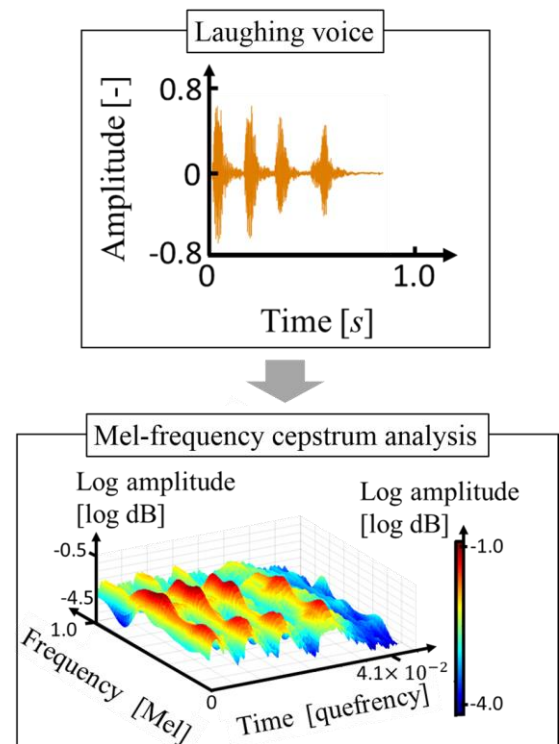 Laughing voice
Amplitude [-]
0.8
0
-0.8
0
1.0
Time [s]
Mel-frequency cepstrum analysis
Log amplitude
[log dB]
Log amplitude
[log dB]
-0.5
-4.5
1.0
Frequency [Mel]
0
Time [quefrency]
4.1× 10⁻²
-1.0
-4.0